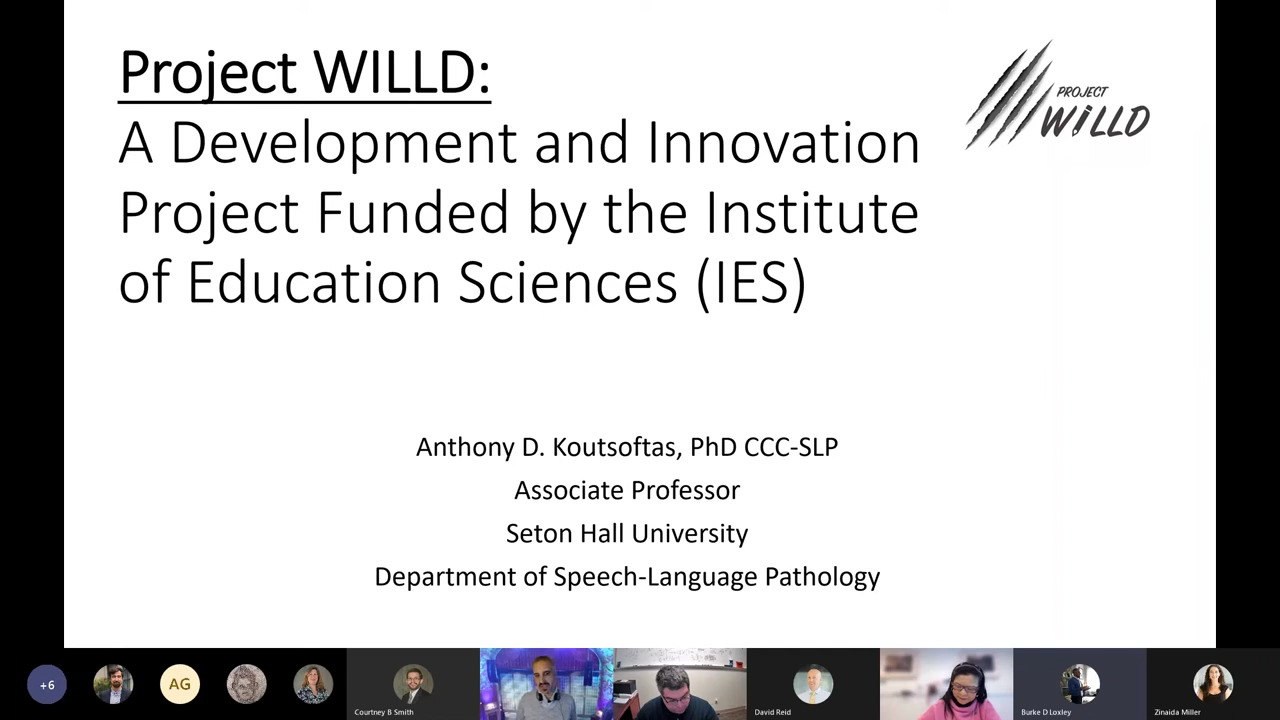 Project WILLD:
A Development and Innovation
Project Funded by the Institute
of Education Sciences (IES)
PROJECT
WiLLD
Anthony D. Koutsoftas, PhD CCC-SLP
Associate Professor
Seton Hall University
Department of Speech-Language Pathology
+6
AG
Courtney B Smith
David Reid
Burke D Loxley
Zinaida Miller